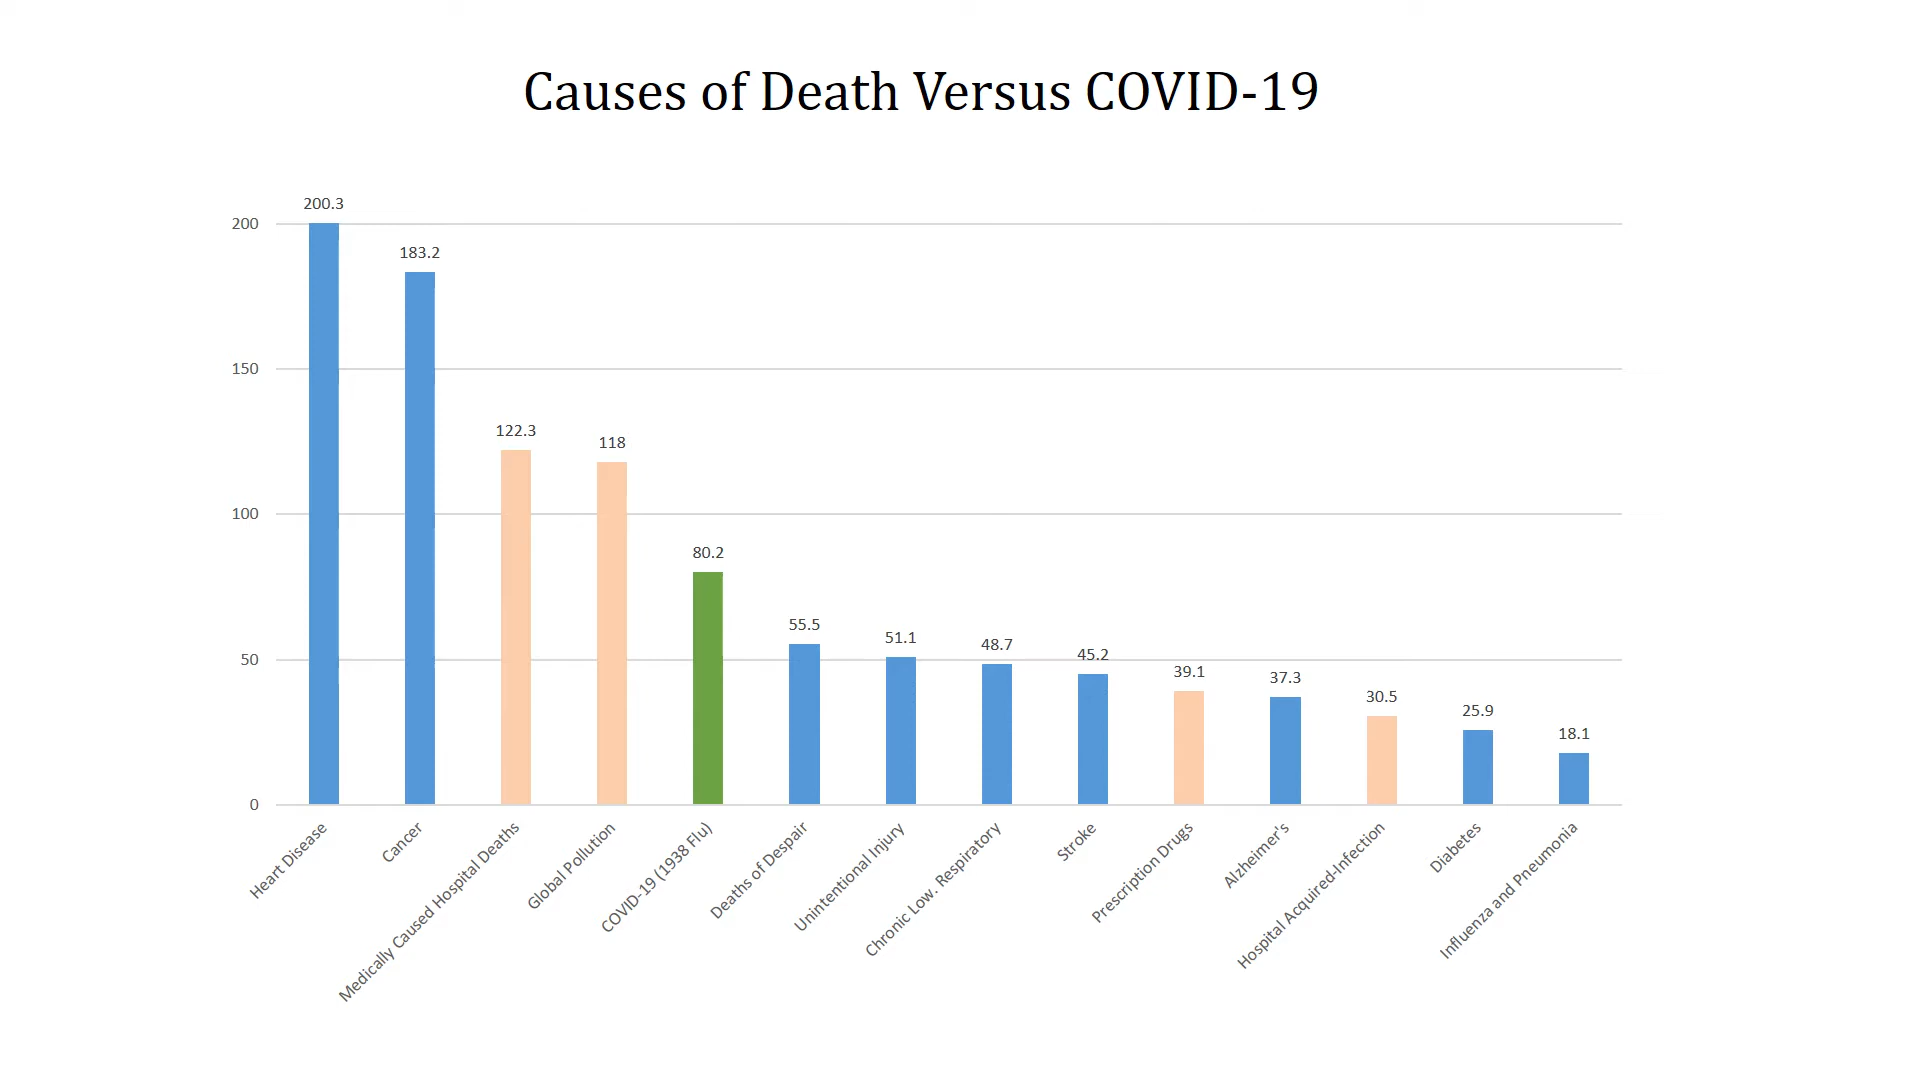 Causes of Death Versus COVID-19
200.3
183.2
122.3
118
80.2
55.5
51.1
48.7
45.2
39.1
37.3
30.5
25.9
18.1
200
150
100
50
0
Heart Disease
Cancer
Medically Caused Hospital Deaths
Global Pollution
COVID-19 (1938 Flu)
Deaths of Despair
Unintentional Injury
Chronic Low. Respiratory
Stroke
Prescription Drugs
Alzheimer's
Hospital Acquired-Infection
Diabetes
Influenza and Pneumonia